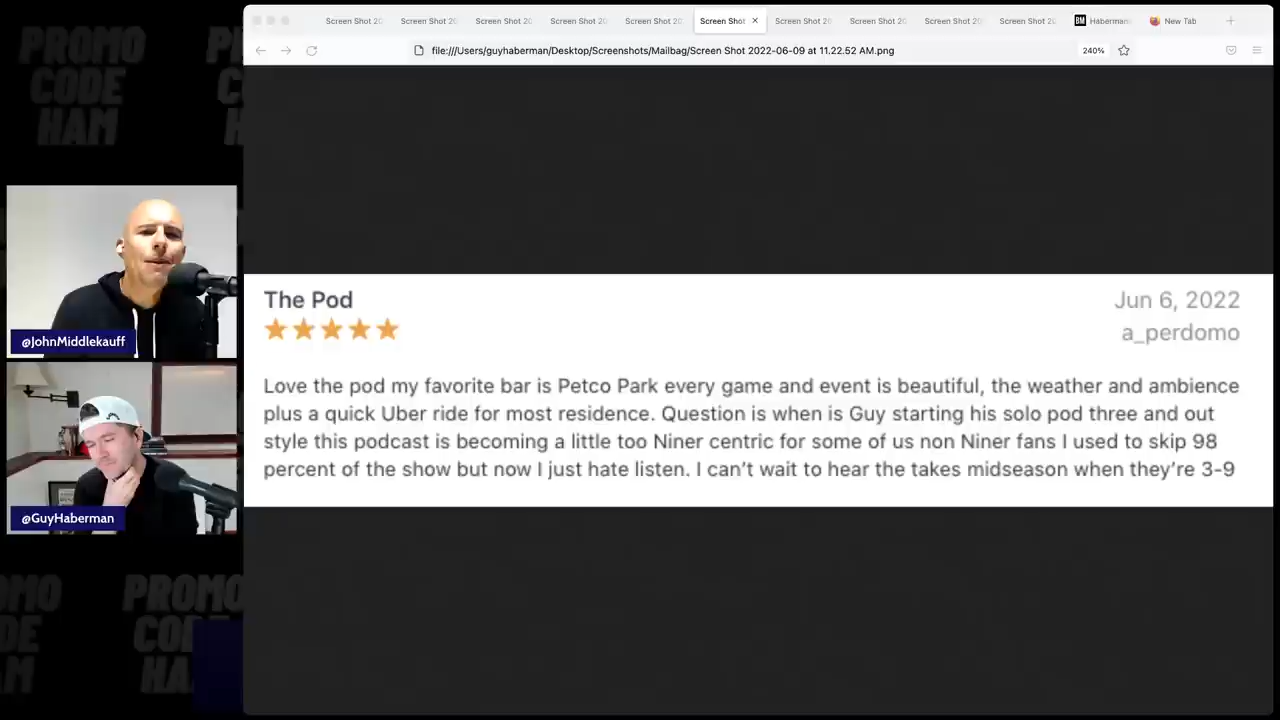 Screen Shot 20
Screen Shot 20
Screen Shot 20
Screen Shot 20
Screen Shot 20
Screen Shot
Screen Shot 20
Screen Shot 20
Screen Shot 20
Screen Shot 20
BM
Haberman
New Tab
file:///Users/guyhaberman/Desktop/Screenshots/Mailbag/Screen Shot 2022-06-09 at 11.22.52 AM.png
240%
PROMO
CODE
HAM
The Pod
Jun 6, 2022
a_perdomo
Love the pod my favorite bar is Petco Park every game and event is beautiful, the weather and ambience
plus a quick Uber ride for most residence. Question is when is Guy starting his solo pod three and out
style this podcast is becoming a little too Niner centric for some of us non Niner fans I used to skip 98
percent of the show but now I just hate listen. I can't wait to hear the takes midseason when they're 3-9
@JohnMiddlekauff
@GuyHaberman
PROMO